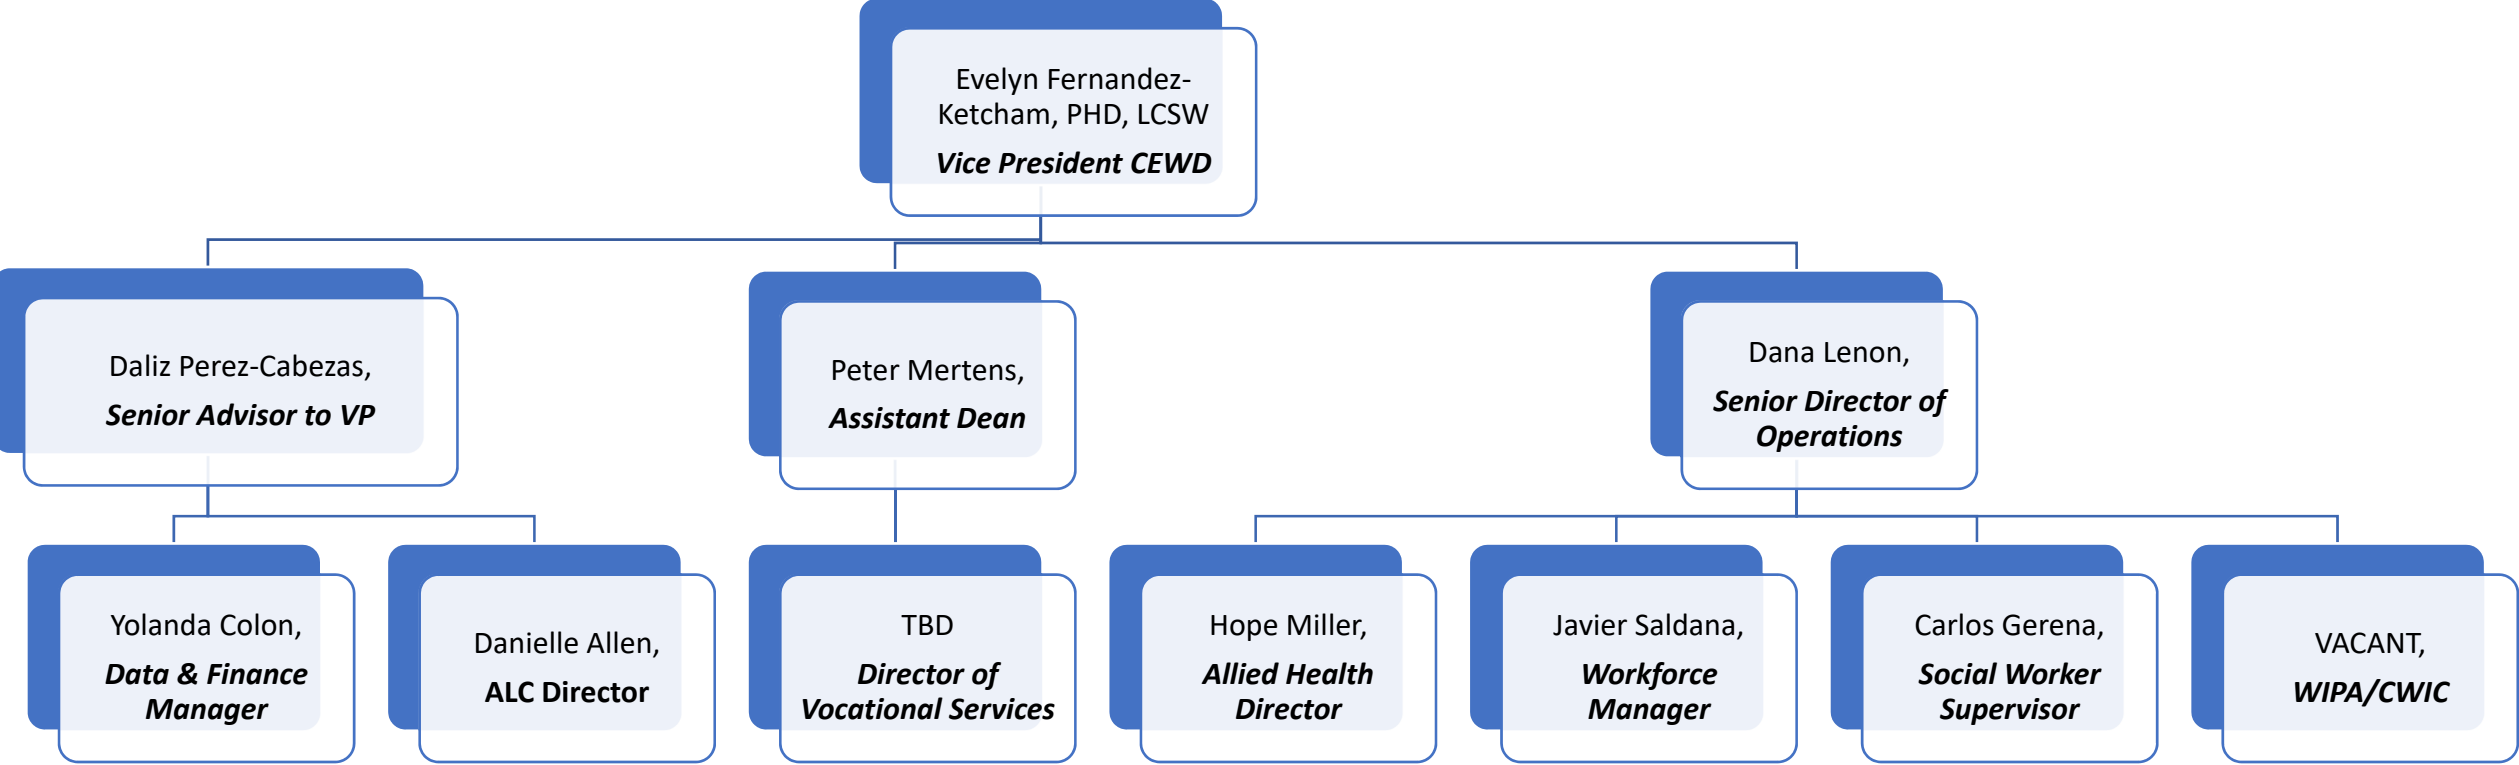 Evelyn Fernandez-
Ketcham, PHD, LCSW
Vice President CEWD
Daliz Perez-Cabezas,
Senior Advisor to VP
Peter Mertens,
Assistant Dean
Dana Lenon,
Senior Director of
Operations
Yolanda Colon,
Data & Finance
Manager
Danielle Allen,
ALC Director
TBD
Director of
Vocational Services
Hope Miller,
Allied Health
Director
Javier Saldana,
Workforce
Manager
Carlos Gerena,
Social Worker
Supervisor
VACANT,
WIPA/CWIC